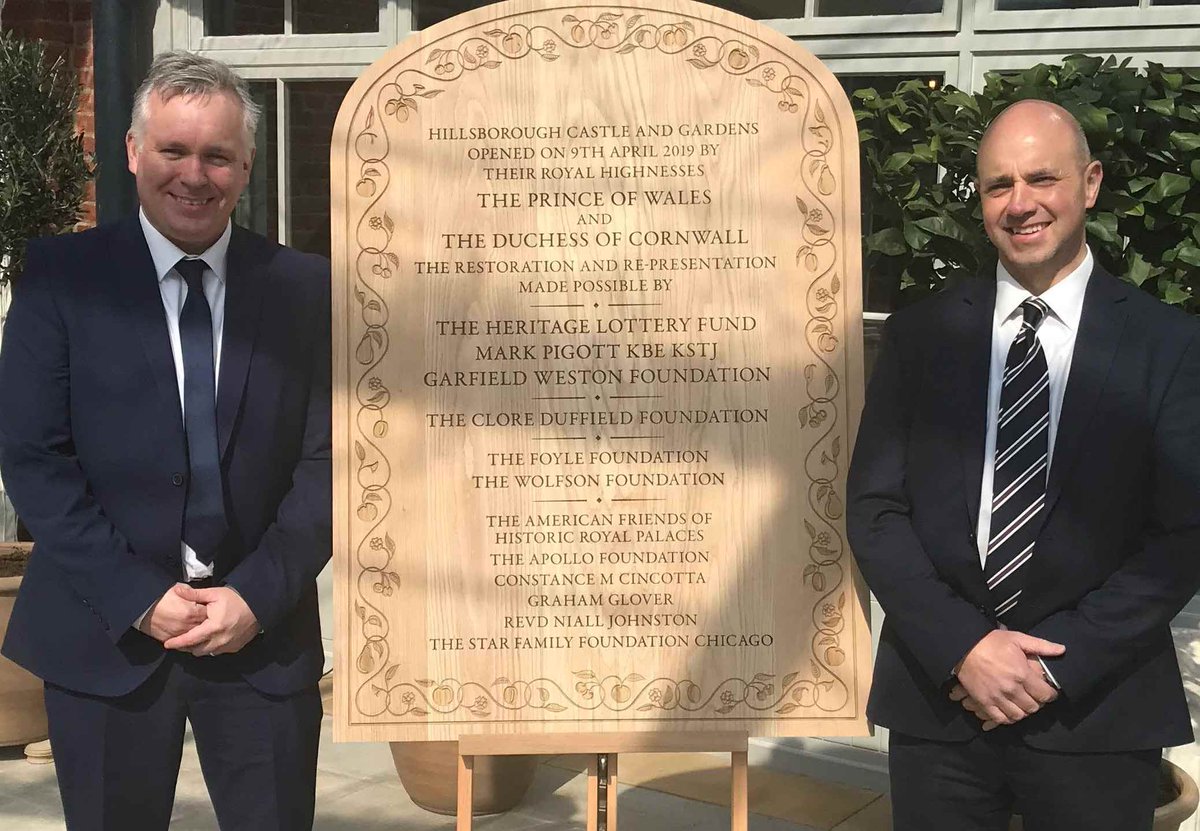 HILLSBOROUGH CASTLE AND GARDENS
OPENED ON 9TH APRIL 2019 BY
THEIR ROYAL HIGHNESSES
THE PRINCE OF WALES
AND
THE DUCHESS OF CORNWALL
THE RESTORATION AND RE-PRESENTATION
MADE POSSIBLE BY
THE HERITAGE LOTTERY FUND
MARK PIGOTT KBE KSTJ
GARFIELD WESTON FOUNDATION
THE CLORE DUFFIELD FOUNDATION
THE FOYLE FOUNDATION
THE WOLFSON FOUNDATION
THE AMERICAN FRIENDS OF
HISTORIC ROYAL PALACES
THE APOLLO FOUNDATION
CONSTANCE M CINCOTTA
GRAHAM GLOVER
REVD NIALL JOHNSTON
THE STAR FAMILY FOUNDATION CHICAGO